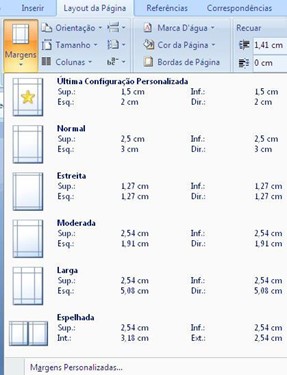 Inserir Layout da Página Referências Correspondências
Margens
Orientação
Tamanho
Colunas
Marca D'água
Cor da Página
Bordas de Página
Recuar
1,41 cm
0 cm
Última Configuração Personalizada
Sup.: 1,5 cm Inf.: 1,5 cm
Esq.: 2 cm Dir.: 2 cm
Normal
Sup.: 2,5 cm Inf.: 2,5 cm
Esq.: 3 cm Dir.: 3 cm
Estreita
Sup.: 1,27 cm Inf.: 1,27 cm
Esq.: 1,27 cm Dir.: 1,27 cm
Moderada
Sup.: 2,54 cm Inf.: 2,54 cm
Esq.: 1,91 cm Dir.: 1,91 cm
Larga
Sup.: 2,54 cm Inf.: 2,54 cm
Esq.: 5,08 cm Dir.: 5,08 cm
Espelhada
Sup.: 2,54 cm Inf.: 2,54 cm
Int.: 3,18 cm Ext.: 2,54 cm
Margens Personalizadas...